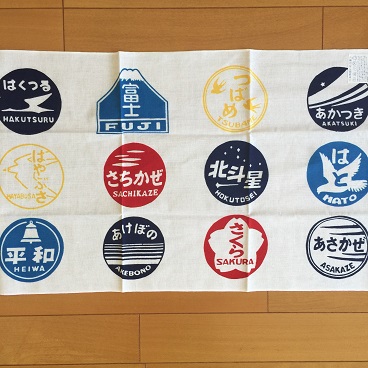 はくつる
HAKUTSURU
富士
FUJI
つばめ
TSUBAME
あかつき
AKATSUKI
はやぶさ
HAYABUSA
さちかぜ
SACHIKAZE
北斗星
HOKUTOSEI
はと
HATO
平和
HEIWA
あけぼの
AKEBONO
さくら
SAKURA
あさかぜ
ASAKAZE